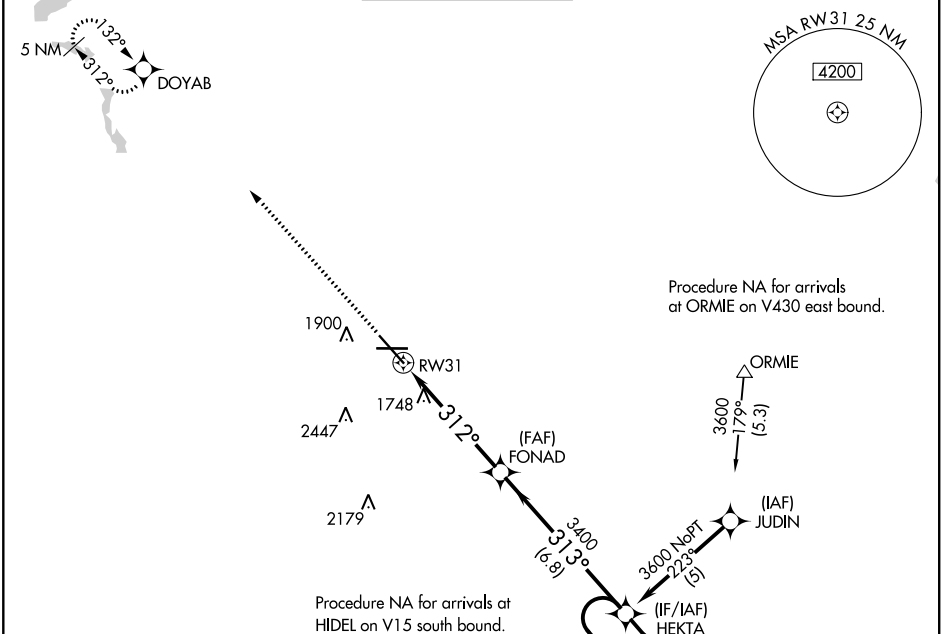 132°
5 NM
312°
DOYAB
MSA RW31 25 NM
4200
Procedure NA for arrivals
at ORMIE on V430 east bound.
1900
RW31
ORMIE
1748
3600
179°
(5.3)
2447
312°
(FAF)
FONAD
2179
(IAF)
JUDIN
3400
313°
(6.8)
3600 NoPT
223°
(5)
Procedure NA for arrivals at
HIDEL on V15 south bound.
(IF/IAF)
HEKTA